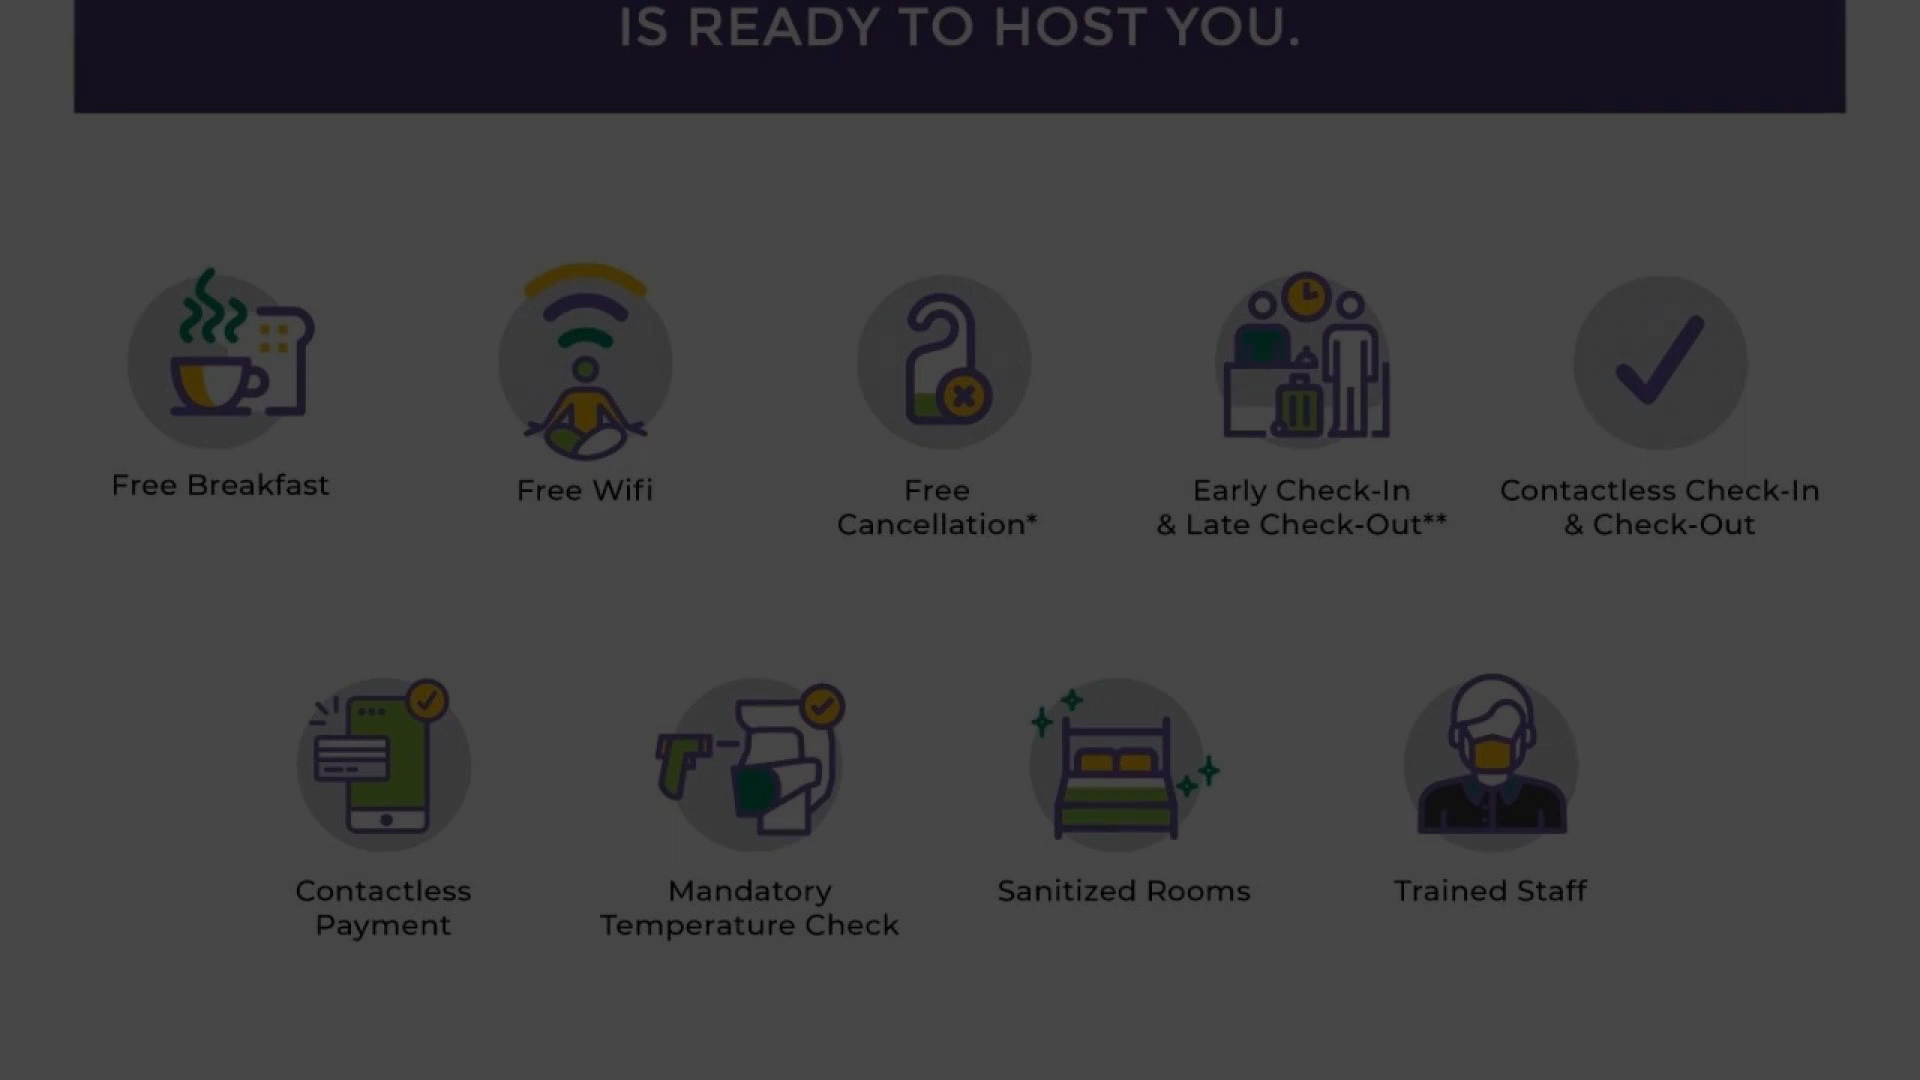 IS READY TO HOST YOU.
Free Breakfast
Free Wifi
Free
Cancellation*
Early Check-In
& Late Check-Out**
Contactless Check-In
& Check-Out
Contactless
Payment
Mandatory
Temperature Check
Sanitized Rooms
Trained Staff